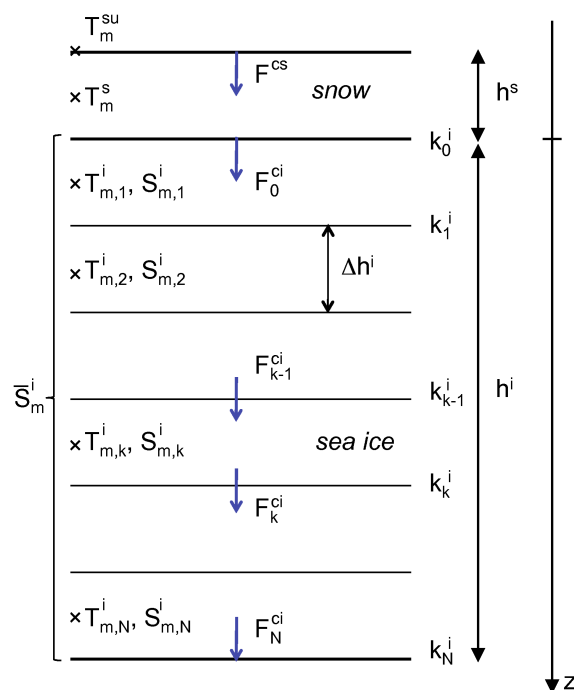 T_m^su
F^cs
T_m^s
snow
h^s
k_0^i
T_m,1^i, S_m,1^i
F_0^ci
k_1^i
T_m,2^i, S_m,2^i
Δh^i
F_k-1^ci
S̅_m^i
k_k-1^i
h^i
T_m,k^i, S_m,k^i
sea ice
k_k^i
F_k^ci
T_m,N^i, S_m,N^i
F_N^ci
k_N^i
z